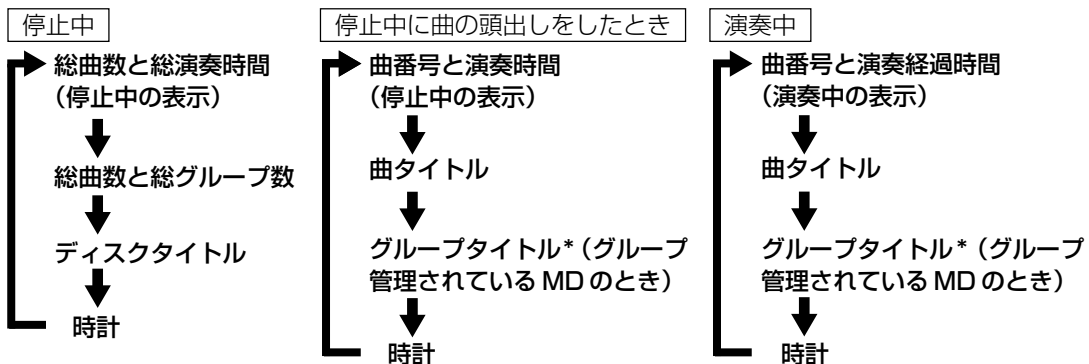 停止中
総曲数と総演奏時間
(停止中の表示)
総曲数と総グループ数
ディスクタイトル
時計
停止中に曲の頭出しをしたとき
曲番号と演奏時間
(停止中の表示)
曲タイトル
グループタイトル*(グループ
管理されている MD のとき)
時計
演奏中
曲番号と演奏経過時間
(演奏中の表示)
曲タイトル
グループタイトル*(グループ
管理されている MD のとき)
時計